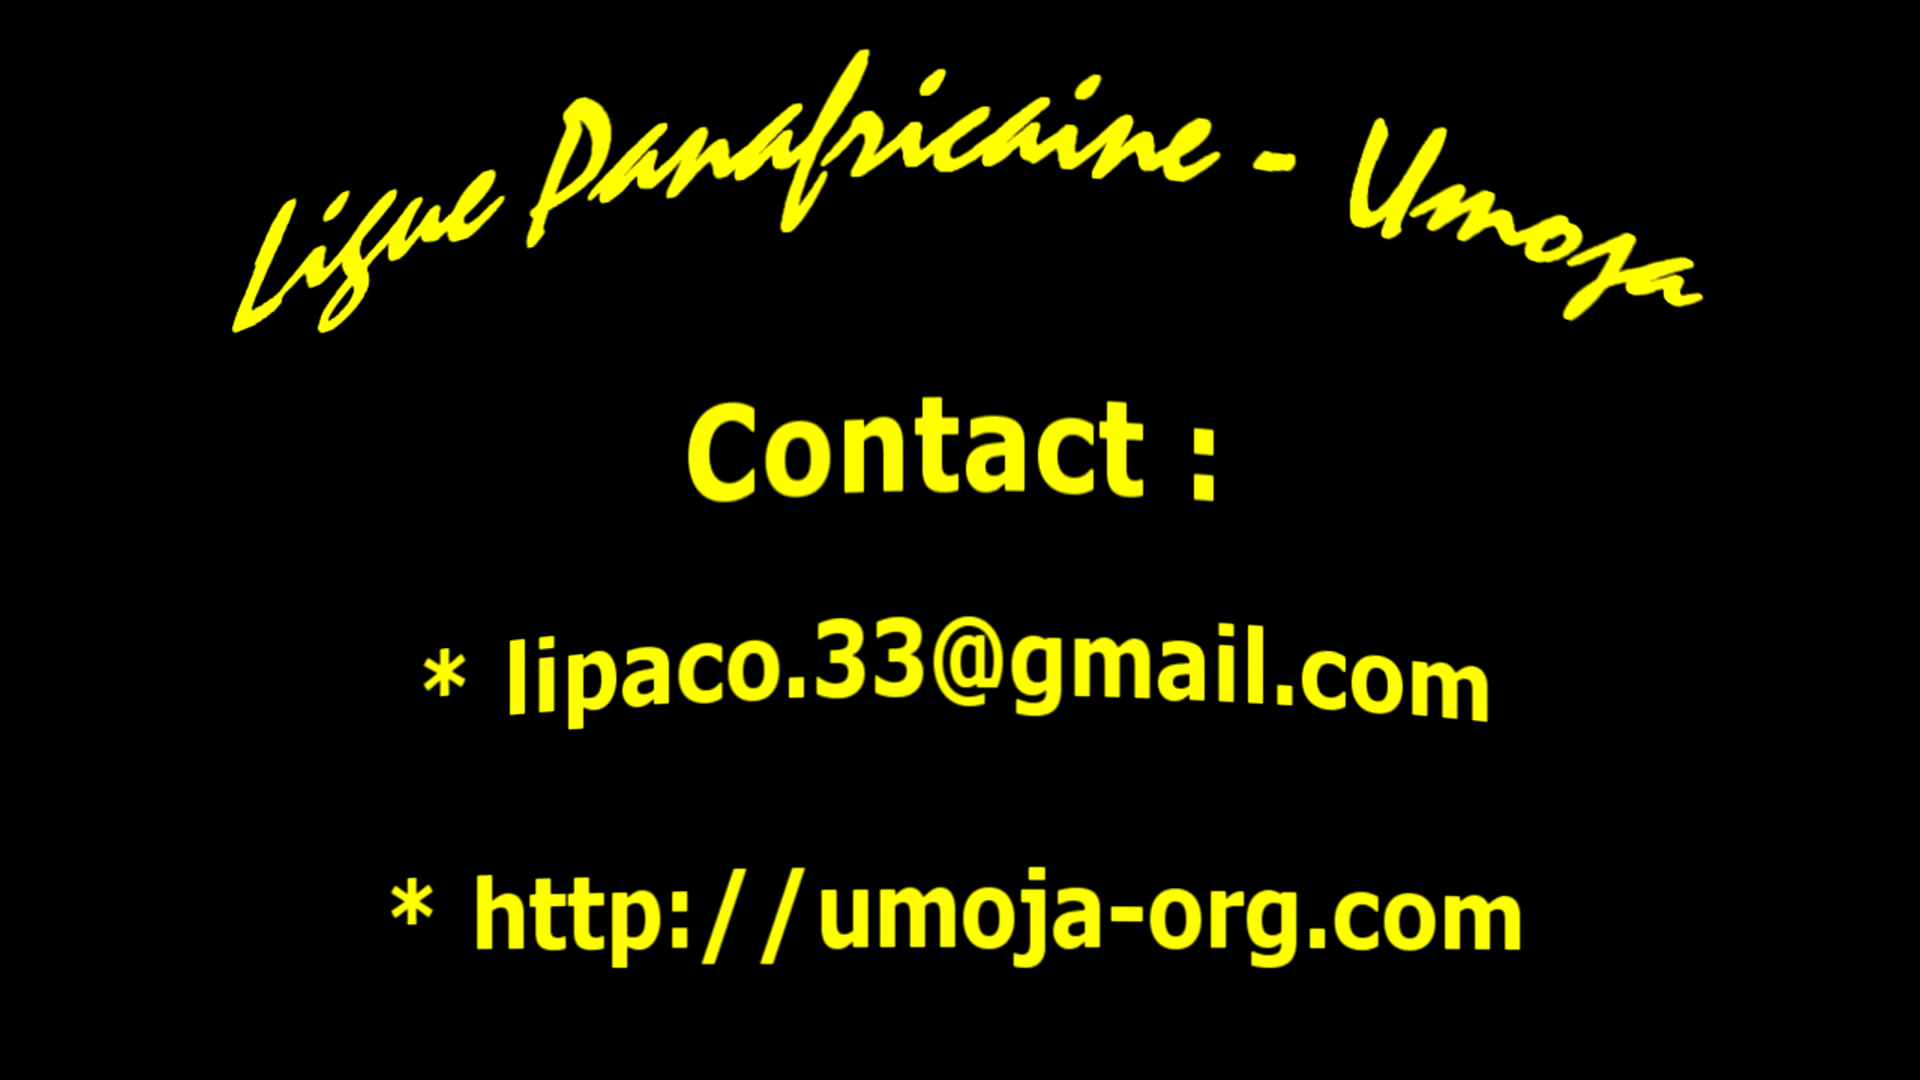 Ligue Panafricaine - Umoja
Contact :
* lipaco.33@gmail.com
* http://umoja-org.com